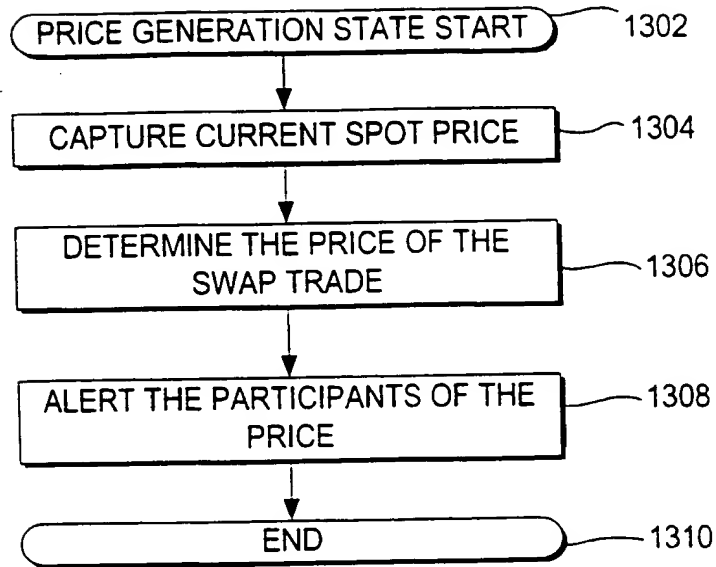 PRICE GENERATION STATE START
1302
CAPTURE CURRENT SPOT PRICE
1304
DETERMINE THE PRICE OF THE
SWAP TRADE
1306
ALERT THE PARTICIPANTS OF THE
PRICE
1308
END
1310